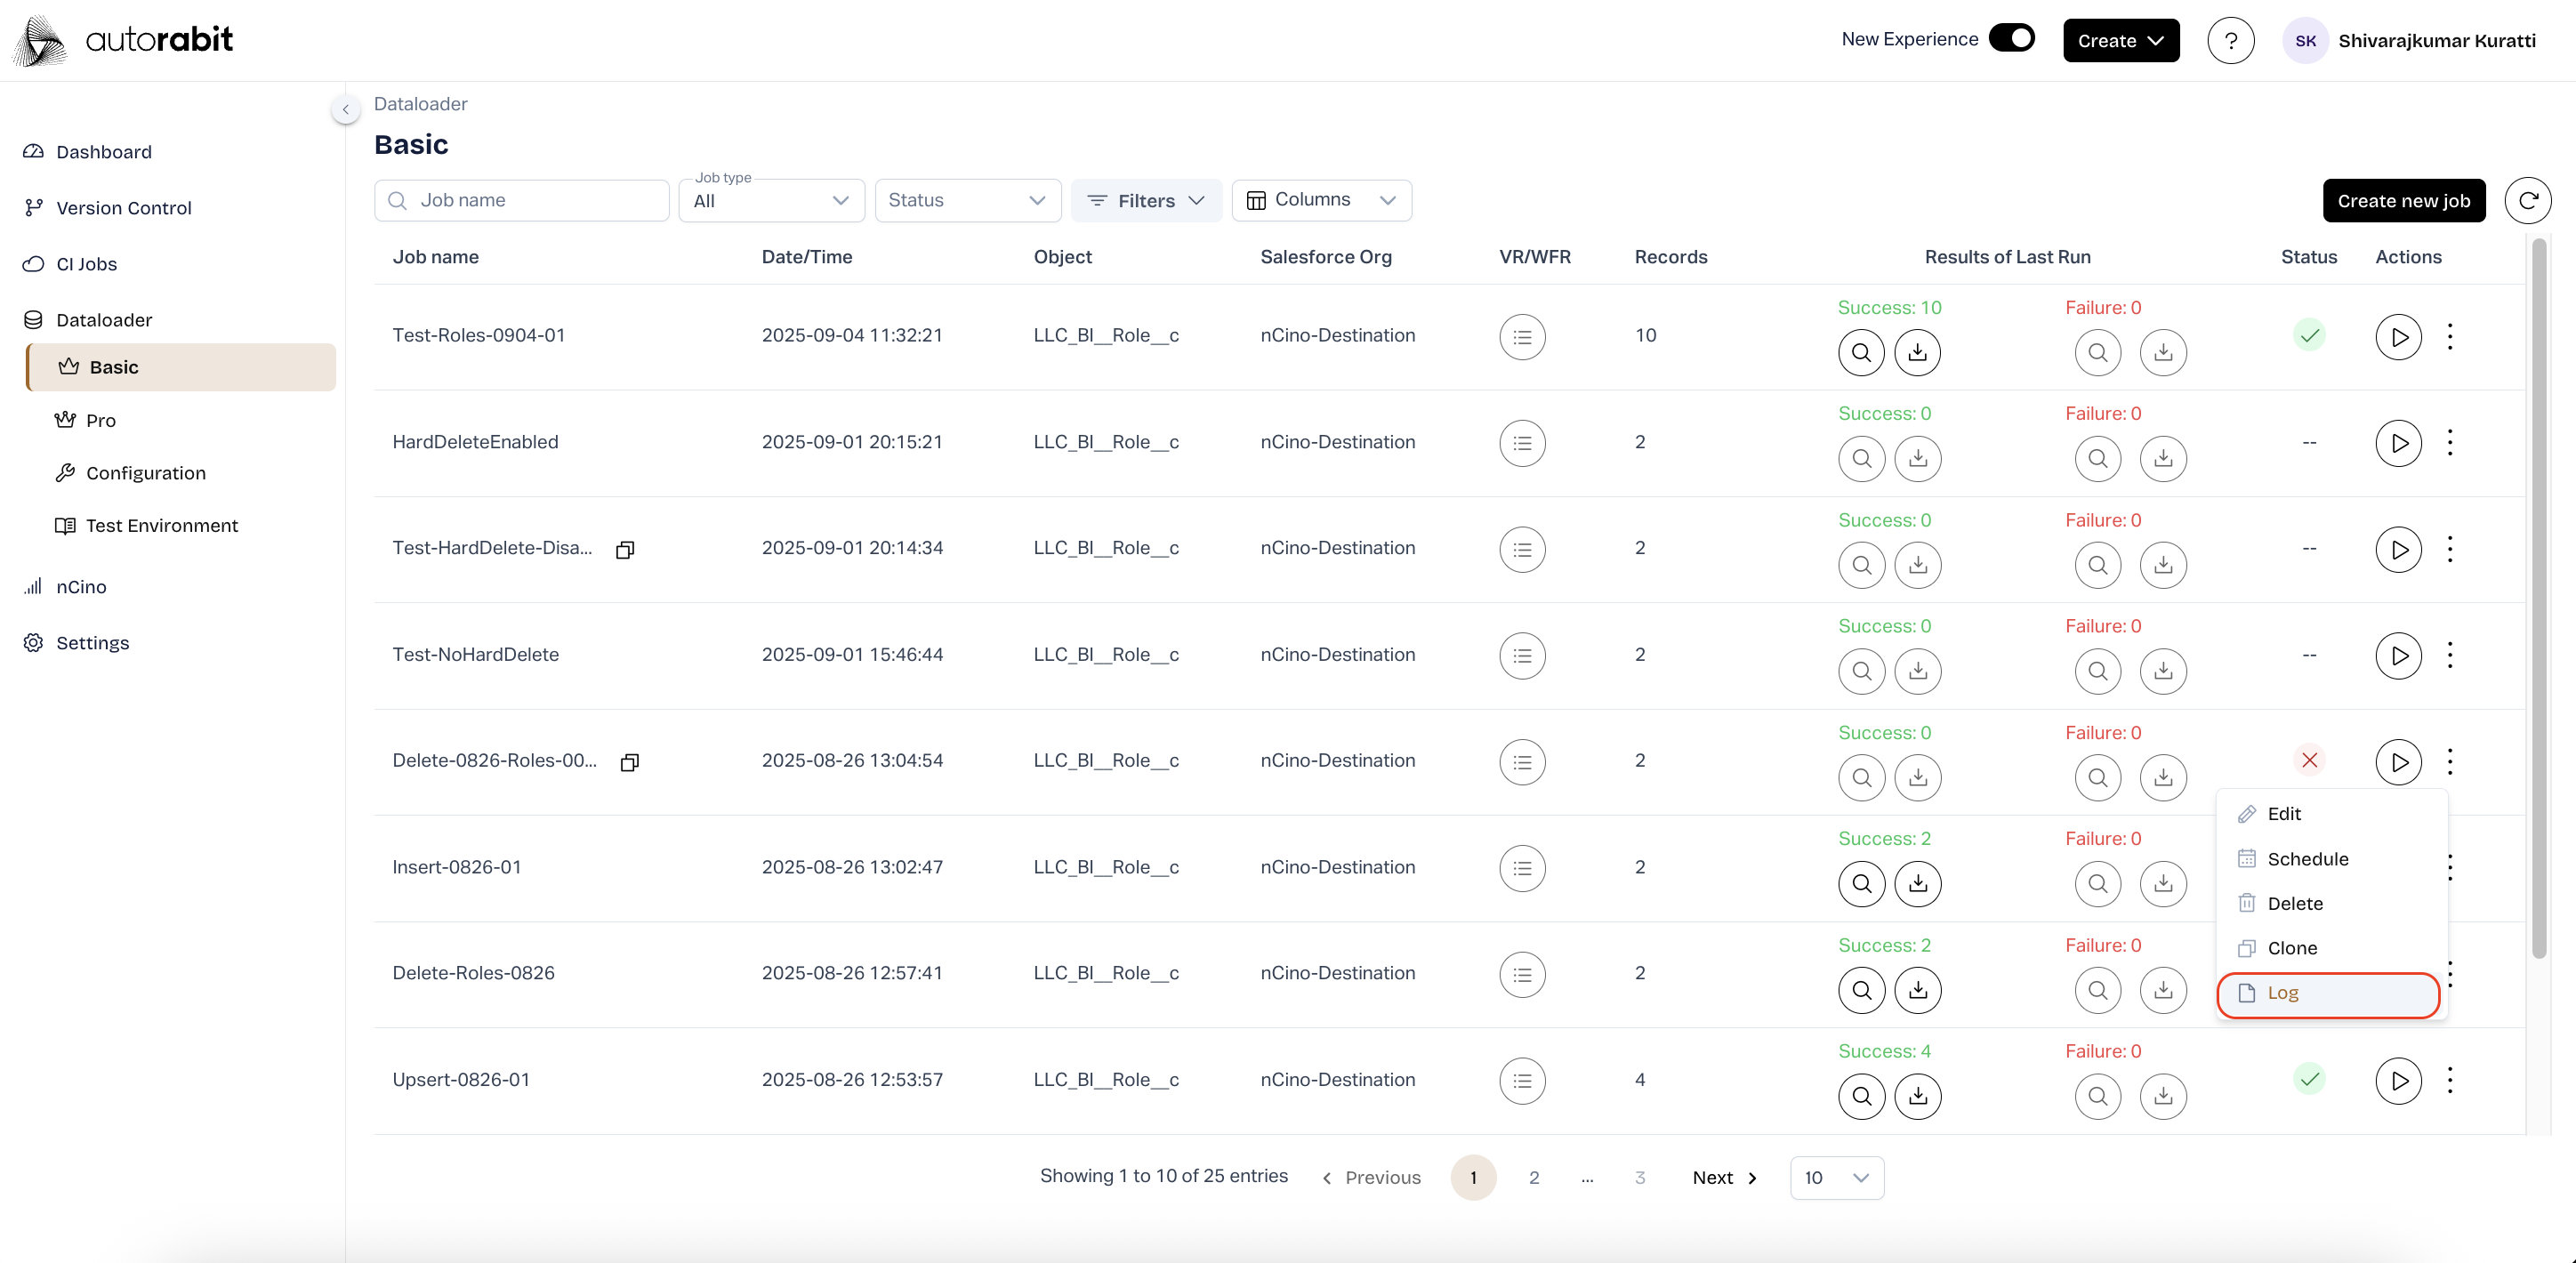 autorabit
New Experience
Create
?
SK
Shivarajkumar Kuratti
Dashboard
Version Control
CI Jobs
Dataloader
Basic
Pro
Configuration
Test Environment
nCino
Settings
Dataloader
Basic
Job name
Job type
All
Status
Filters
Columns
Create new job
Job name Date/Time Object Salesforce Org VR/WFR Records Results of Last Run Status Actions
Success: 10 Failure: 0
Test-Roles-0904-01 2025-09-04 11:32:21 LLC_BI__Role__c nCino-Destination 10
Success: 0 Failure: 0
HardDeleteEnabled 2025-09-01 20:15:21 LLC_BI__Role__c nCino-Destination 2 --
Success: 0 Failure: 0
Test-HardDelete-Disa... 2025-09-01 20:14:34 LLC_BI__Role__c nCino-Destination 2 --
Success: 0 Failure: 0
Test-NoHardDelete 2025-09-01 15:46:44 LLC_BI__Role__c nCino-Destination 2 --
Success: 0 Failure: 0
Delete-0826-Roles-00... 2025-08-26 13:04:54 LLC_BI__Role__c nCino-Destination 2
Success: 2 Failure: 0
Insert-0826-01 2025-08-26 13:02:47 LLC_BI__Role__c nCino-Destination 2
Success: 2 Failure: 0
Delete-Roles-0826 2025-08-26 12:57:41 LLC_BI__Role__c nCino-Destination 2
Success: 4 Failure: 0
Upsert-0826-01 2025-08-26 12:53:57 LLC_BI__Role__c nCino-Destination 4
Edit
Schedule
Delete
Clone
Log
Showing 1 to 10 of 25 entries Previous 1 2 ... 3 Next 10